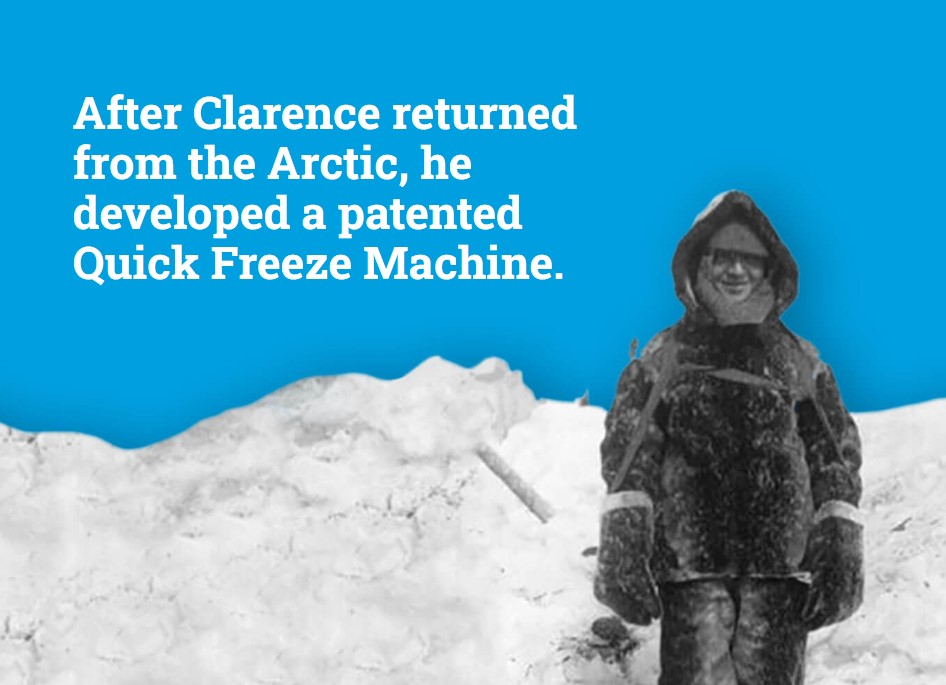 After Clarence returned
from the Arctic, he
developed a patented
Quick Freeze Machine.